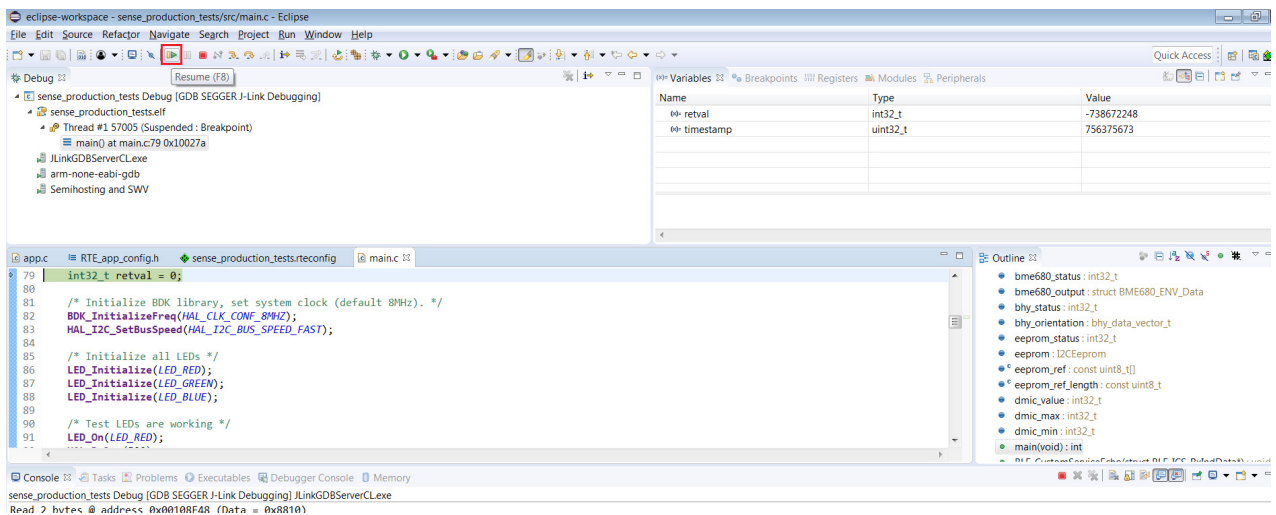 eclipse-workspace - sense_production_tests/src/main.c - Eclipse
File Edit Source Refactor Navigate Search Project Run Window Help
Quick Access
Debug
Resume (F8)
sense_production_tests Debug [GDB SEGGER J-Link Debugging]
sense_production_tests.elf
Thread #1 57005 (Suspended : Breakpoint)
main() at main.c:79 0x10027a
JLinkGDBServerCL.exe
arm-none-eabi-gdb
Semihosting and SWV
(x)= Variables Breakpoints Registers Modules Peripherals
Name Type Value
(x)= retval int32_t -738672248
(x)= timestamp uint32_t 756375673
app.c RTE_app_config.h sense_production_tests.rteconfig main.c
79 int32_t retval = 0;
80
81 /* Initialize BDK library, set system clock (default 8MHz). */
82 BDK_InitializeFreq(HAL_CLK_CONF_8MHZ);
83 HAL_I2C_SetBusSpeed(HAL_I2C_BUS_SPEED_FAST);
84
85 /* Initialize all LEDs */
86 LED_Initialize(LED_RED);
87 LED_Initialize(LED_GREEN);
88 LED_Initialize(LED_BLUE);
89
90 /* Test LEDs are working */
91 LED_On(LED_RED);
Outline
bme680_status : int32_t
bme680_output : struct BME680_ENV_Data
bhy_status : int32_t
bhy_orientation : bhy_data_vector_t
eeprom_status : int32_t
eeprom : I2CEeprom
eeprom_ref : const uint8_t[]
eeprom_ref_length : const uint8_t
dmic_value : int32_t
dmic_max : int32_t
dmic_min : int32_t
main(void) : int
Console Tasks Problems Executables Debugger Console Memory
sense_production_tests Debug [GDB SEGGER J-Link Debugging] JLinkGDBServerCL.exe
Read 2 bytes @ address 0x00108F48 (Data = 0x8810)